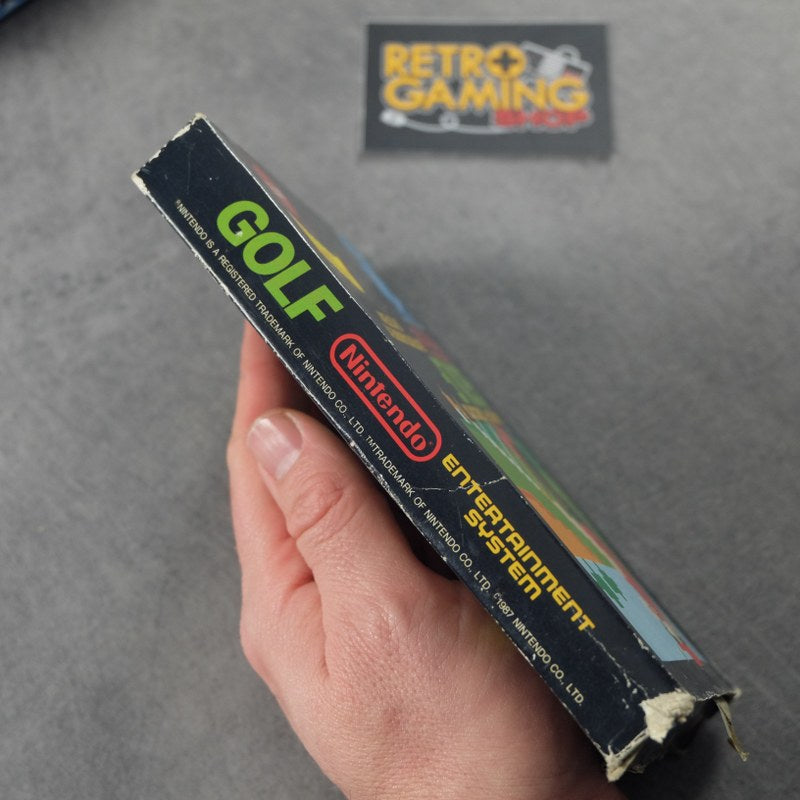 RETRO
GAMING
SHOP
GOLF
Nintendo®
ENTERTAINMENT
SYSTEM
®NINTENDO IS A REGISTERED TRADEMARK OF NINTENDO CO., LTD. ™TRADEMARK OF NINTENDO CO., LTD. ©1987 NINTENDO CO., LTD.